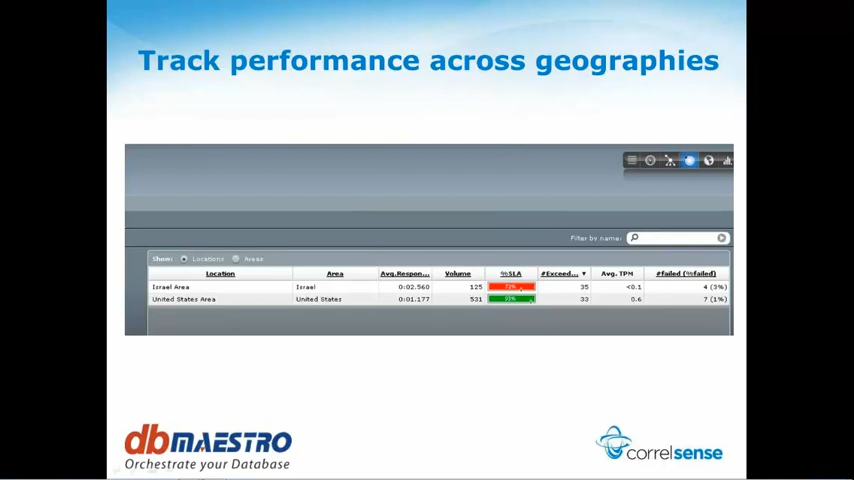 Track performance across geographies
Filter by name:
Show: Locations Areas
Location Area Avg.Respon... Volume %SLA #Exceed... Avg. TPM #failed (%failed)
Israel Area Israel 0:02.560 125 72% 35 <0.1 4 (3%)
United States Area United States 0:01.177 531 93% 33 0.6 7 (1%)
dbMAESTRO
Orchestrate your Database
correlsense